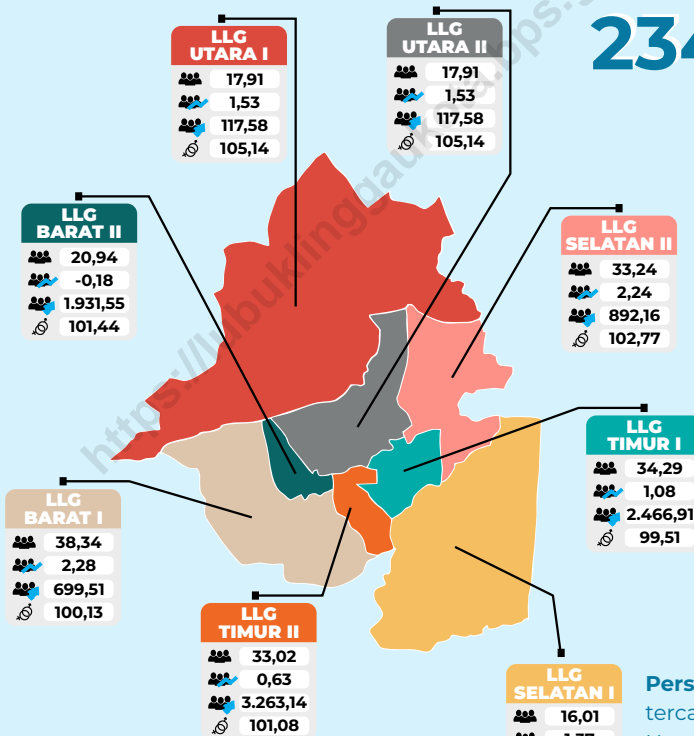 234
LLG
UTARA I
17,91
1,53
117,58
105,14
LLG
UTARA II
17,91
1,53
117,58
105,14
LLG
BARAT II
20,94
-0,18
1.931,55
101,44
LLG
SELATAN II
33,24
2,24
892,16
102,77
LLG
TIMUR I
34,29
1,08
2.466,91
99,51
LLG
BARAT I
38,34
2,28
699,51
100,13
LLG
TIMUR II
33,02
0,63
3.263,14
101,08
LLG
SELATAN I
16,01
Pers
terca
https://lubuklinggaukota.bps.g